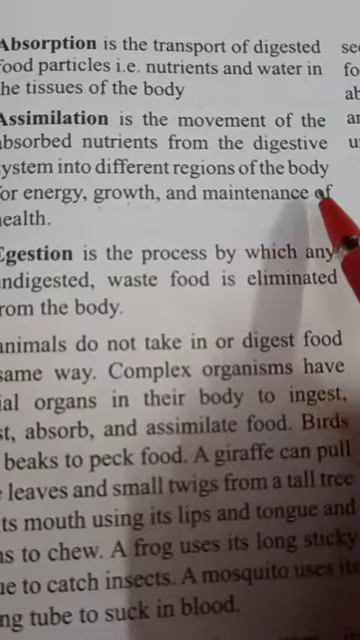 Absorption is the transport of digested
food particles i.e. nutrients and water in
the tissues of the body
Assimilation is the movement of the
absorbed nutrients from the digestive
system into different regions of the body
for energy, growth, and maintenance of
health.
Egestion is the process by which any
undigested, waste food is eliminated
from the body.
animals do not take in or digest food
same way. Complex organisms have
ial organs in their body to ingest,
st, absorb, and assimilate food. Birds
beaks to peck food. A giraffe can pull
leaves and small twigs from a tall tree
its mouth using its lips and tongue and
to chew. A frog uses its long sticky
ue to catch insects. A mosquito uses its
ng tube to suck in blood.
see
fo
ab
ar
u